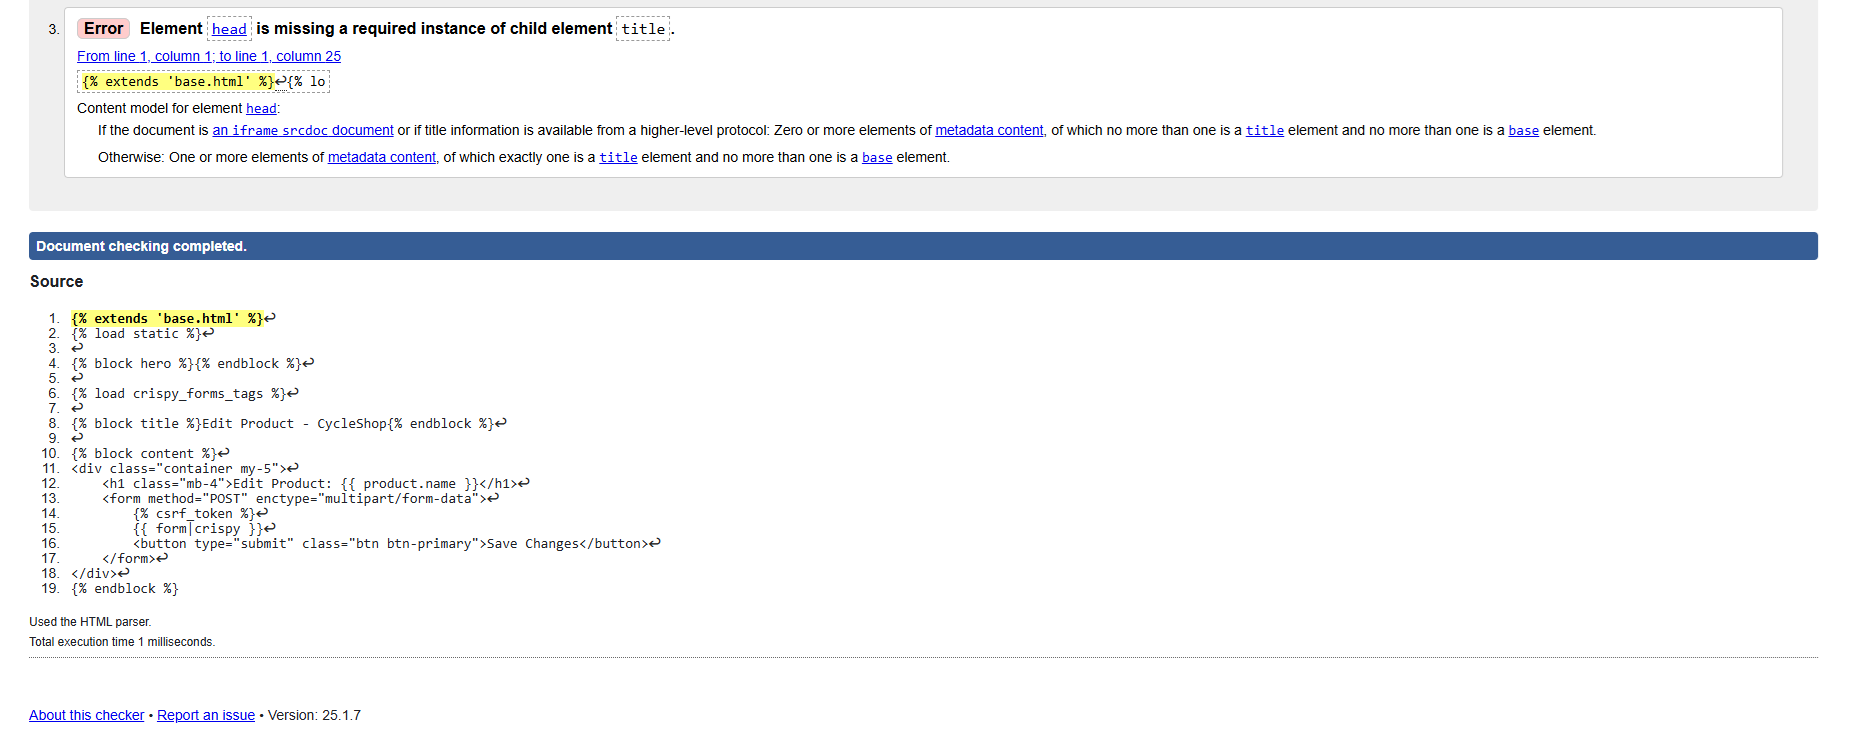 3. Error Element head is missing a required instance of child element title.
From line 1, column 1; to line 1, column 25
{% extends 'base.html' %}↩{% lo
Content model for element head:
If the document is an iframe srcdoc document or if title information is available from a higher-level protocol: Zero or more elements of metadata content, of which no more than one is a title element and no more than one is a base element.
Otherwise: One or more elements of metadata content, of which exactly one is a title element and no more than one is a base element.
Document checking completed.
Source
1. {% extends 'base.html' %}↩
2. {% load static %}↩
3. ↩
4. {% block hero %}{% endblock %}↩
5. ↩
6. {% load crispy_forms_tags %}↩
7. ↩
8. {% block title %}Edit Product - CycleShop{% endblock %}↩
9. ↩
10. {% block content %}↩
11. <div class="container my-5">↩
12.     <h1 class="mb-4">Edit Product: {{ product.name }}</h1>↩
13.     <form method="POST" enctype="multipart/form-data">↩
14.         {% csrf_token %}↩
15.         {{ form|crispy }}↩
16.         <button type="submit" class="btn btn-primary">Save Changes</button>↩
17.     </form>↩
18. </div>↩
19. {% endblock %}
Used the HTML parser.
Total execution time 1 milliseconds.
About this checker • Report an issue • Version: 25.1.7